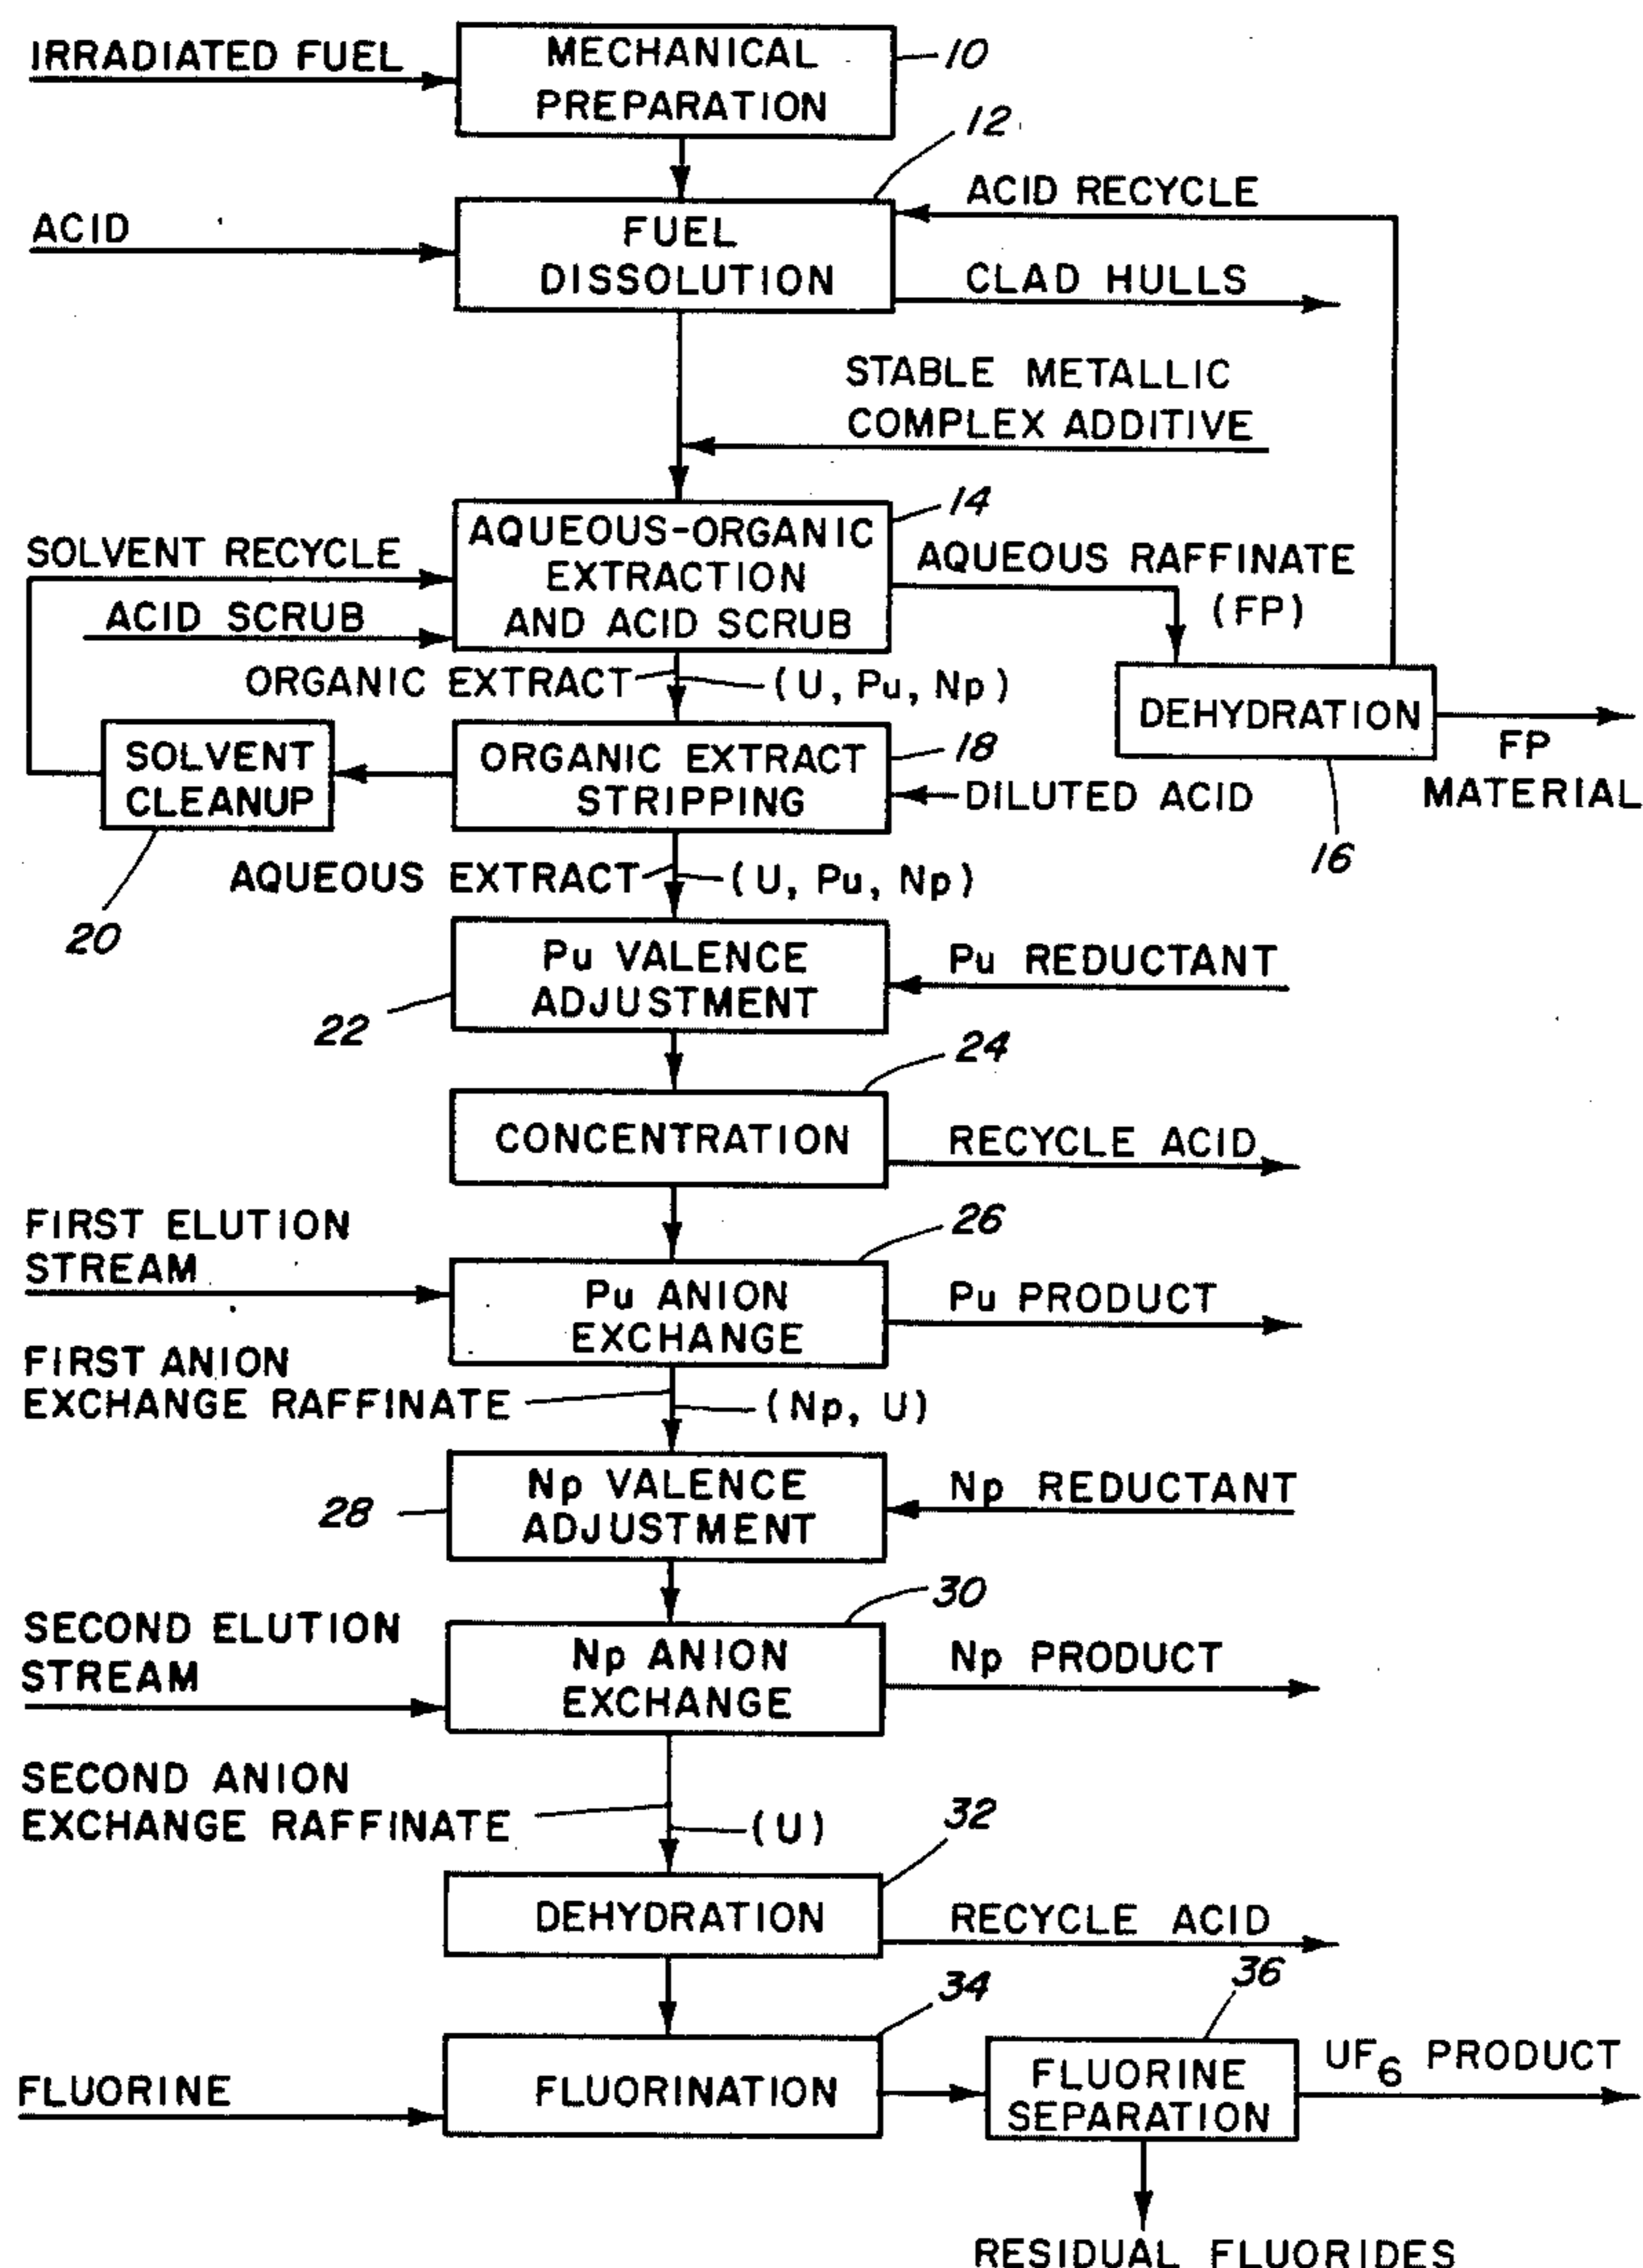 IRRADIATED FUEL
MECHANICAL
PREPARATION
10
12
ACID
FUEL
DISSOLUTION
ACID RECYCLE
CLAD HULLS
STABLE METALLIC
COMPLEX ADDITIVE
14
SOLVENT RECYCLE
ACID SCRUB
AQUEOUS-ORGANIC
EXTRACTION
AND ACID SCRUB
AQUEOUS RAFFINATE
(FP)
ORGANIC EXTRACT
(U, Pu, Np)
DEHYDRATION
FP
MATERIAL
16
SOLVENT
CLEANUP
20
ORGANIC EXTRACT
STRIPPING
18
DILUTED ACID
AQUEOUS EXTRACT
(U, Pu, Np)
Pu VALENCE
ADJUSTMENT
22
Pu REDUCTANT
24
CONCENTRATION
RECYCLE ACID
26
FIRST ELUTION
STREAM
Pu ANION
EXCHANGE
Pu PRODUCT
FIRST ANION
EXCHANGE RAFFINATE
(Np, U)
28
Np VALENCE
ADJUSTMENT
Np REDUCTANT
30
SECOND ELUTION
STREAM
Np ANION
EXCHANGE
Np PRODUCT
SECOND ANION
EXCHANGE RAFFINATE
(U)
32
DEHYDRATION
RECYCLE ACID
34
36
FLUORINE
FLUORINATION
FLUORINE
SEPARATION
UF6 PRODUCT
RESIDUAL FLUORIDES